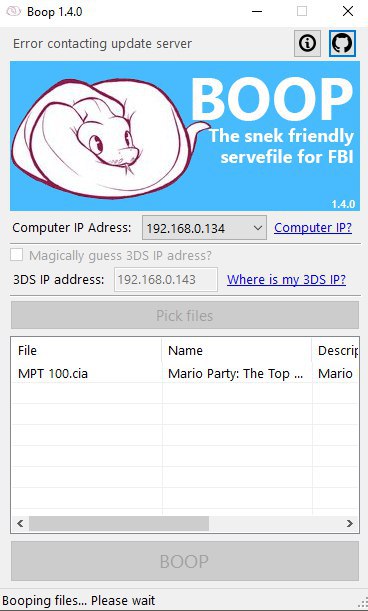 Boop 1.4.0
Error contacting update server
BOOP
The snek friendly
servefile for FBI
1.4.0
Computer IP Adress: 192.168.0.134 Computer IP?
Magically guess 3DS IP adress?
3DS IP address: 192.168.0.143 Where is my 3DS IP?
Pick files
File Name Descrip
MPT 100.cia Mario Party: The Top ... Mario
BOOP
Booping files... Please wait